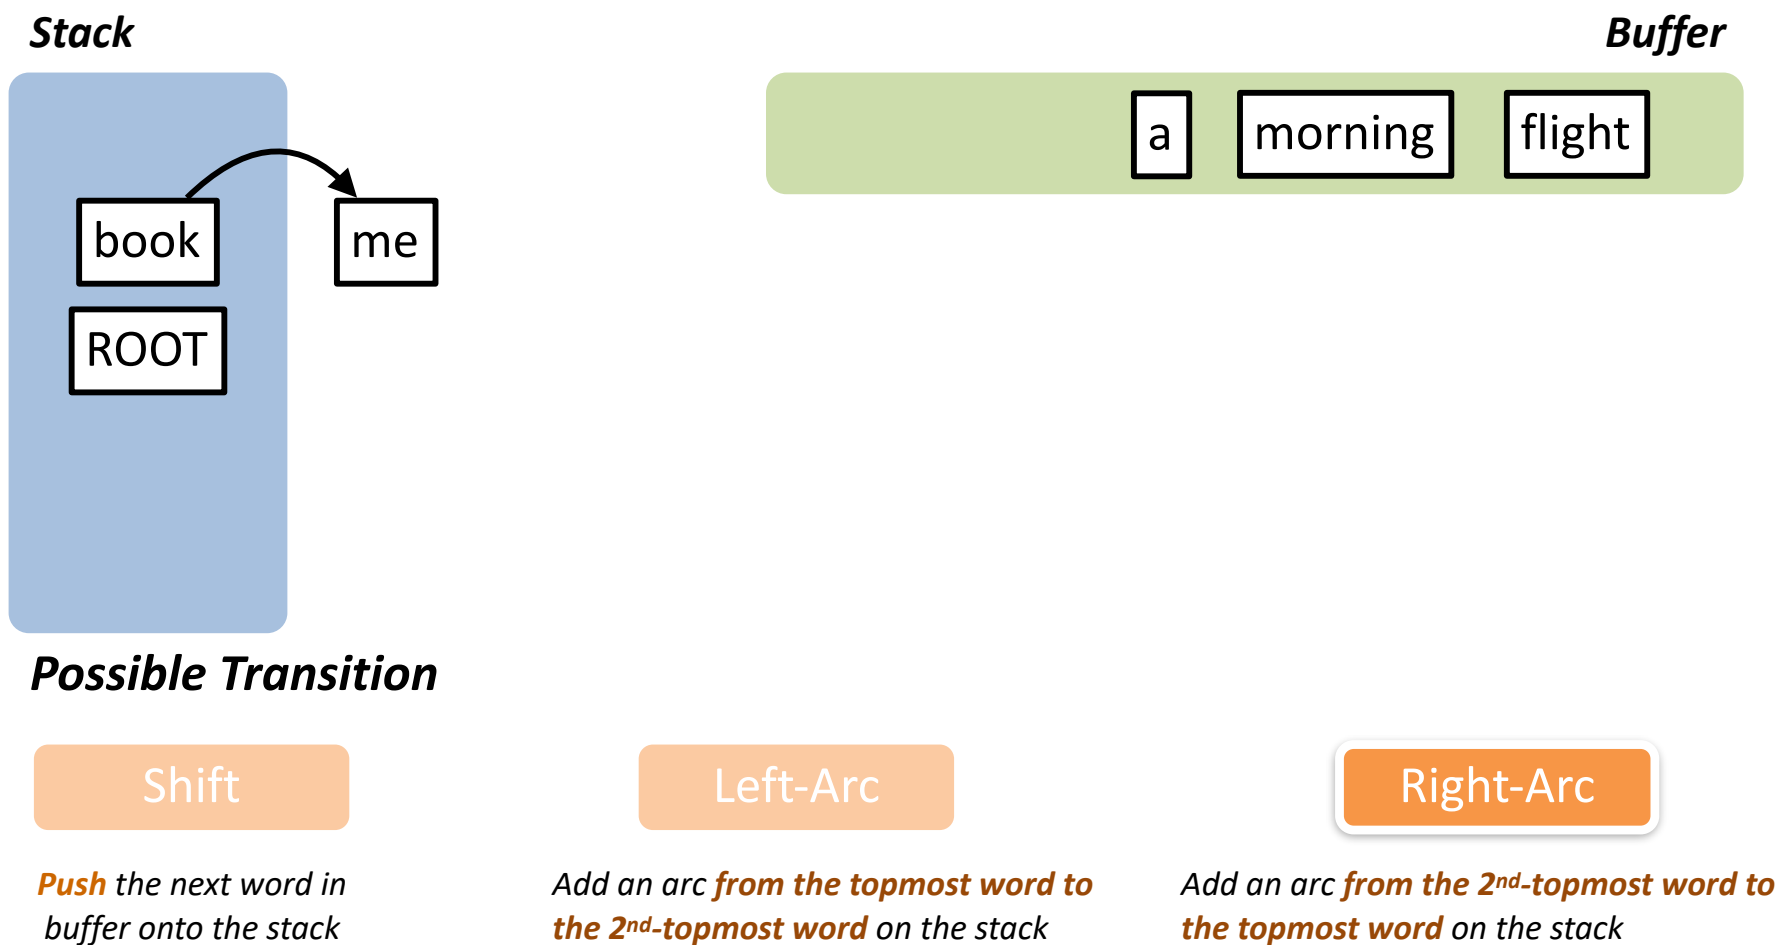 Stack
Buffer
a morning flight
book me
ROOT
Possible Transition
Shift
Left-Arc
Right-Arc
Push the next word in
buffer onto the stack
Add an arc from the topmost word to
the 2nd-topmost word on the stack
Add an arc from the 2nd-topmost word to
the topmost word on the stack